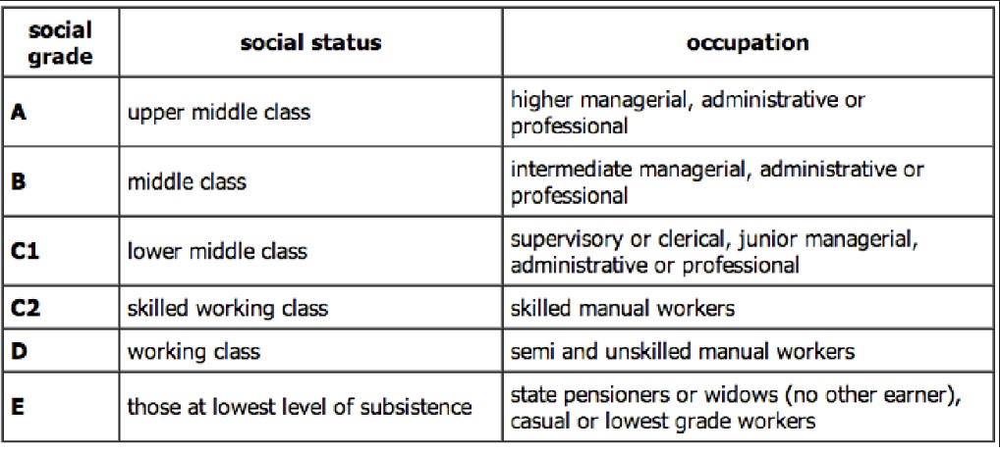 social grade
social status
occupation
A
upper middle class
higher managerial, administrative or
professional
B
middle class
intermediate managerial, administrative or
professional
C1
lower middle class
supervisory or clerical, junior managerial,
administrative or professional
C2
skilled working class
skilled manual workers
D
working class
semi and unskilled manual workers
E
those at lowest level of subsistence
state pensioners or widows (no other earner),
casual or lowest grade workers